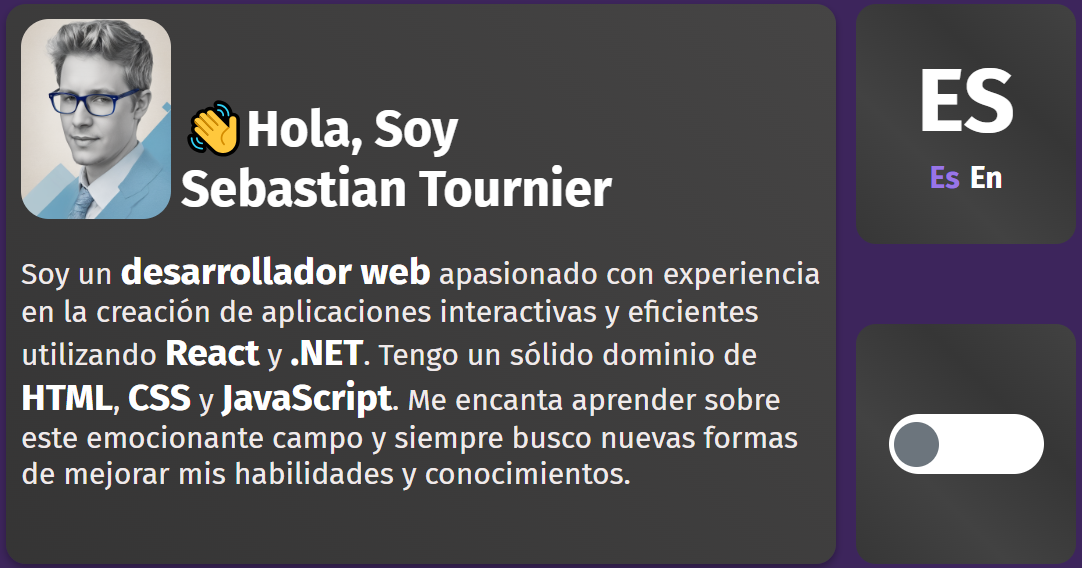 👋Hola, Soy
Sebastian Tournier
Soy un desarrollador web apasionado con experiencia
en la creación de aplicaciones interactivas y eficientes
utilizando React y .NET. Tengo un sólido dominio de
HTML, CSS y JavaScript. Me encanta aprender sobre
este emocionante campo y siempre busco nuevas formas
de mejorar mis habilidades y conocimientos.
ES
Es En